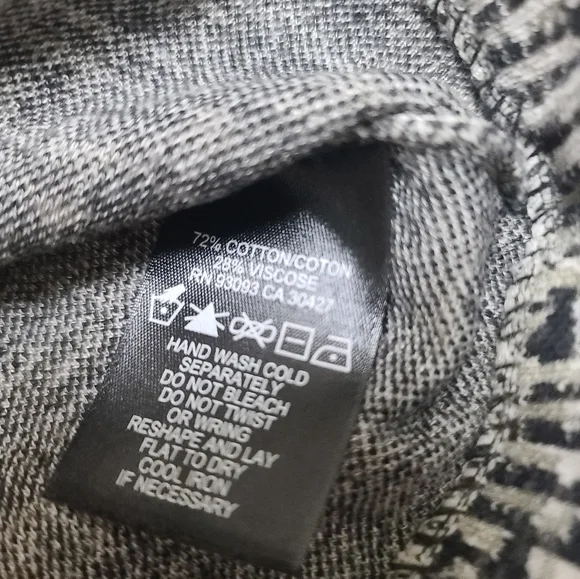 72% COTTON/COTON
28% VISCOSE
RN 93093 CA 30427
HAND WASH COLD
SEPARATELY
DO NOT BLEACH
DO NOT TWIST
OR WRING
RESHAPE AND LAY
FLAT TO DRY
COOL IRON
IF NECESSARY